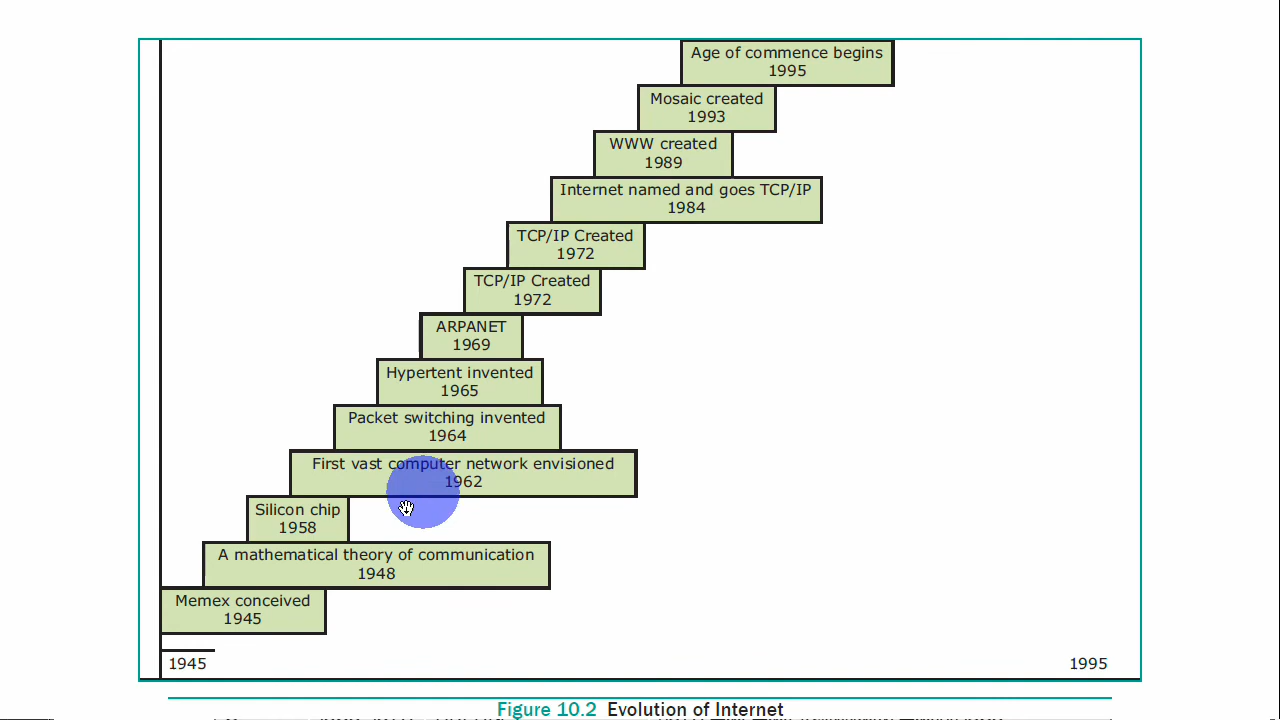 Age of commence begins
1995
Mosaic created
1993
WWW created
1989
Internet named and goes TCP/IP
1984
TCP/IP Created
1972
TCP/IP Created
1972
ARPANET
1969
Hypertent invented
1965
Packet switching invented
1964
First vast computer network envisioned
1962
Silicon chip
1958
A mathematical theory of communication
1948
Memex conceived
1945
1945 1995
Figure 10.2 Evolution of Internet